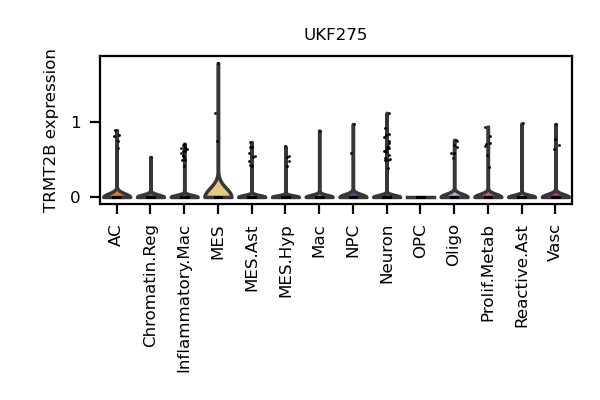 UKF275
TRMT2B expression
1
0
AC
Chromatin.Reg
Inflammatory.Mac
MES
MES.Ast
MES.Hyp
Mac
NPC
Neuron
OPC
Oligo
Prolif.Metab
Reactive.Ast
Vasc